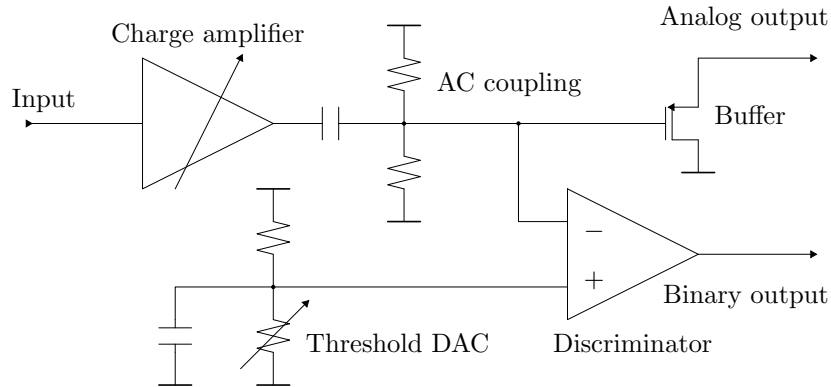 Analog output
Charge amplifier
AC coupling
Input
Buffer
−
+
Binary output
Threshold DAC
Discriminator